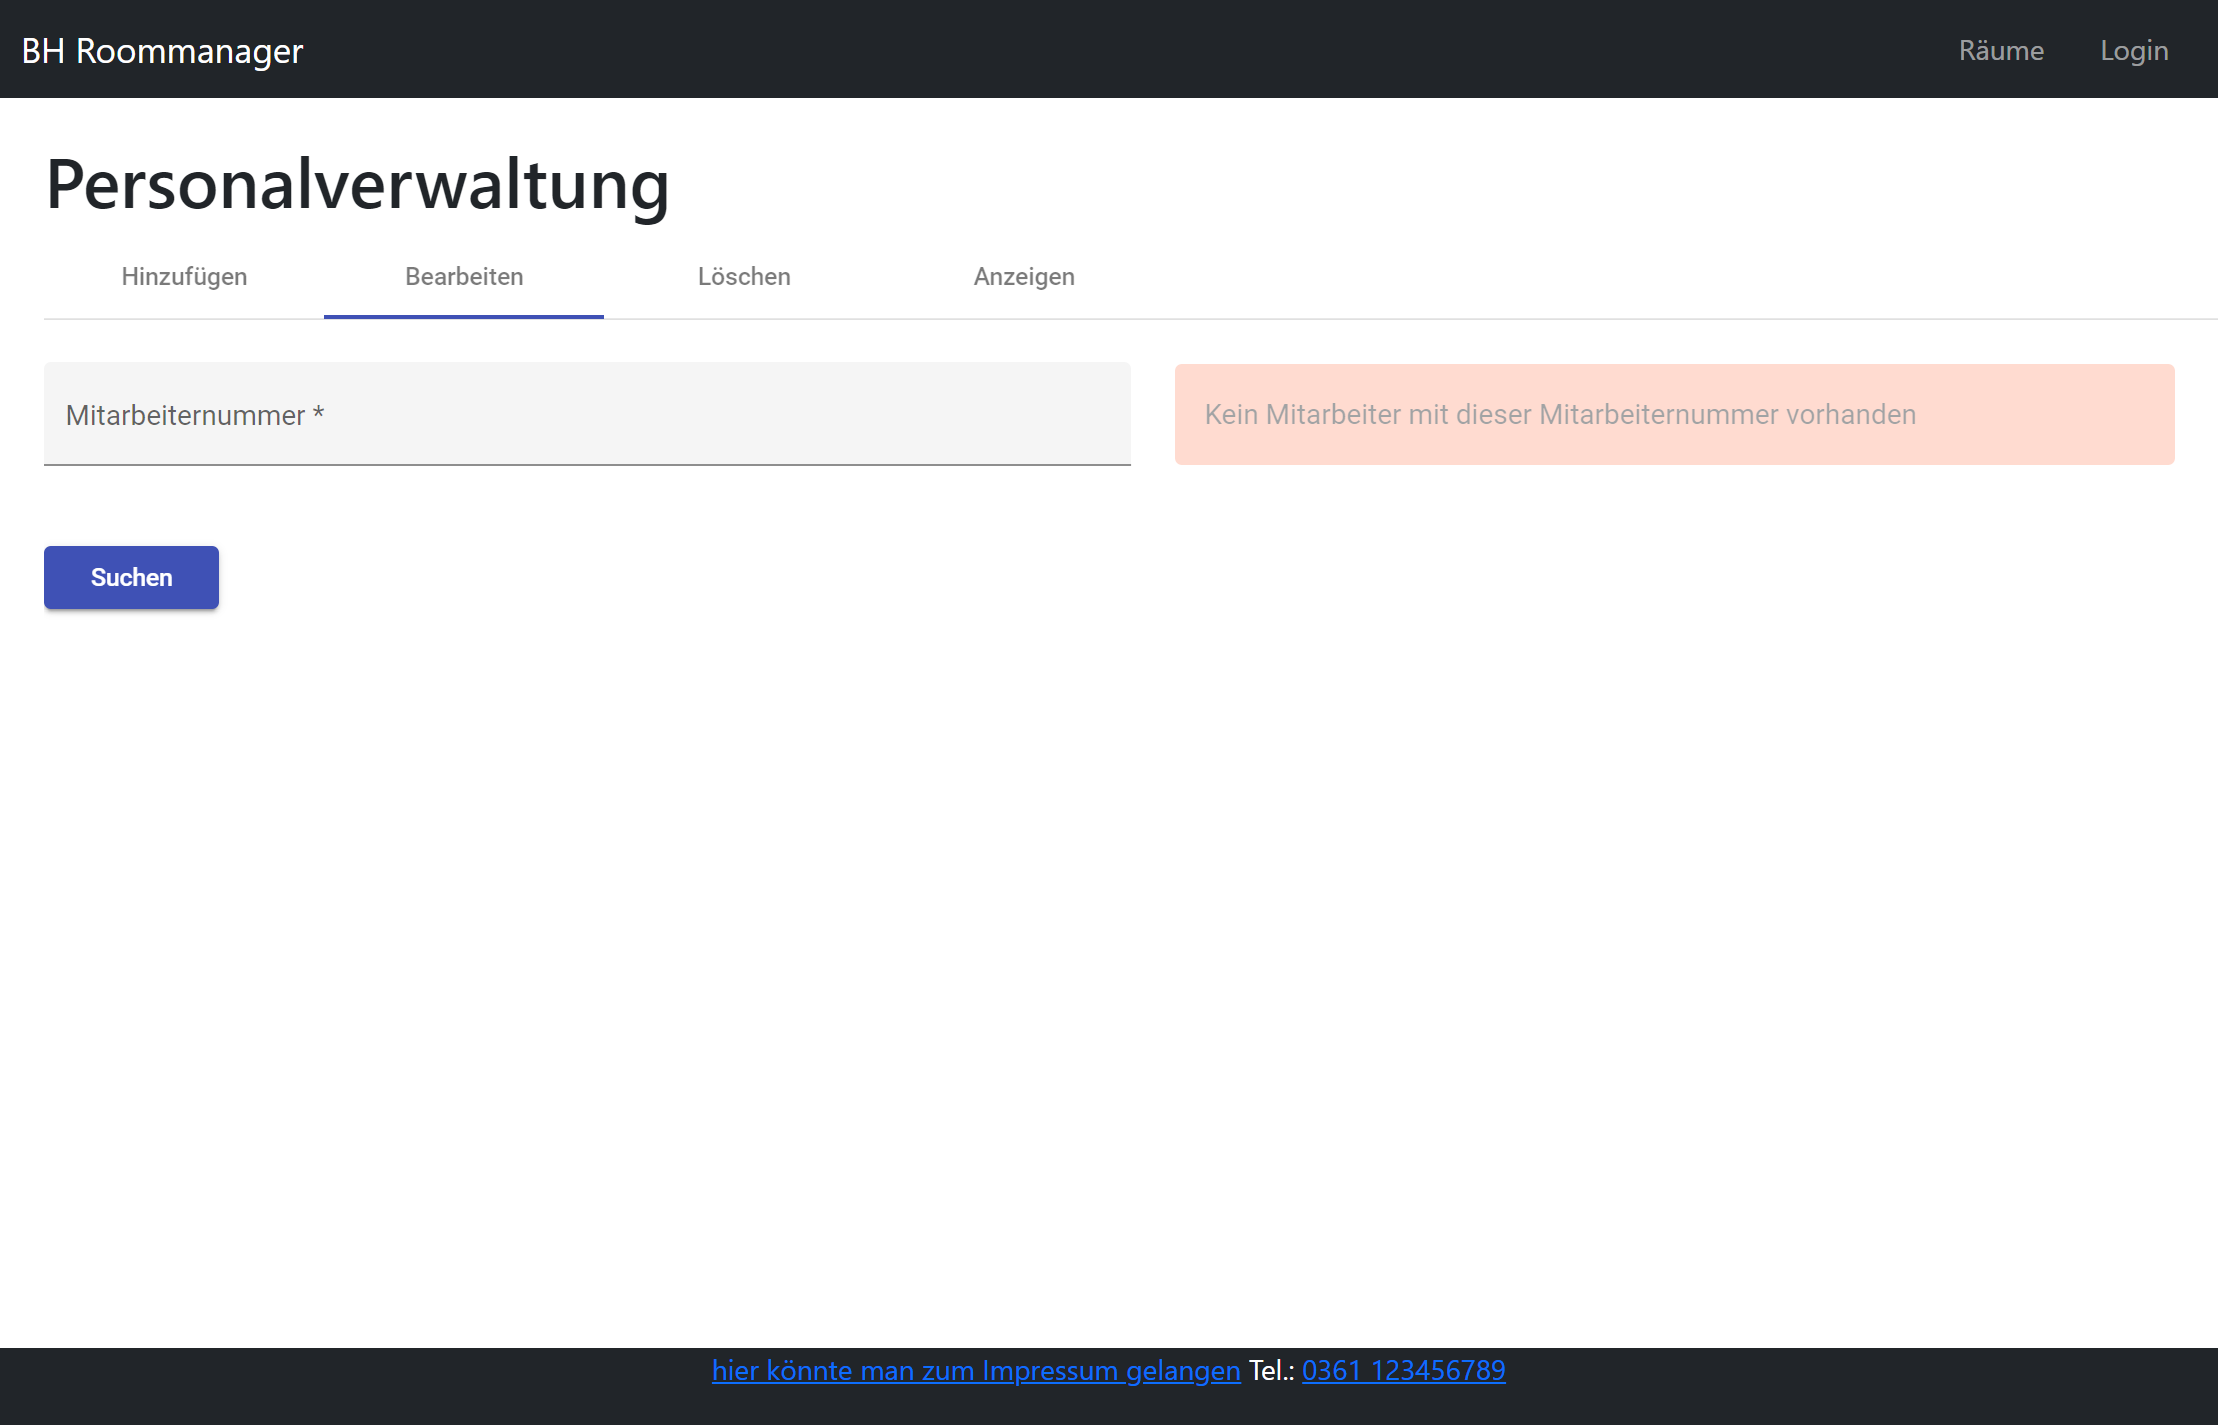 BH Roommanager Räume Login
Personalverwaltung
Hinzufügen Bearbeiten Löschen Anzeigen
Mitarbeiternummer * Kein Mitarbeiter mit dieser Mitarbeiternummer vorhanden
Suchen
hier könnte man zum Impressum gelangen Tel.: 0361 123456789